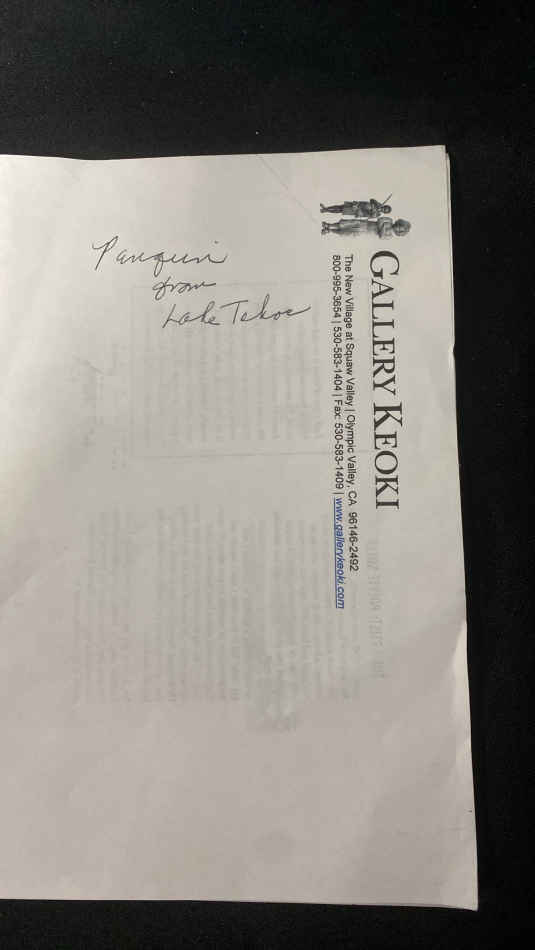 Panquin
from
Lake Tahoe
GALLERY KEOKI
The New Village at Squaw Valley | Olympic Valley, CA 96146-2492
800-995-3654 | 530-583-1404 | Fax: 530-583-1409 | www.gallerykeoki.com